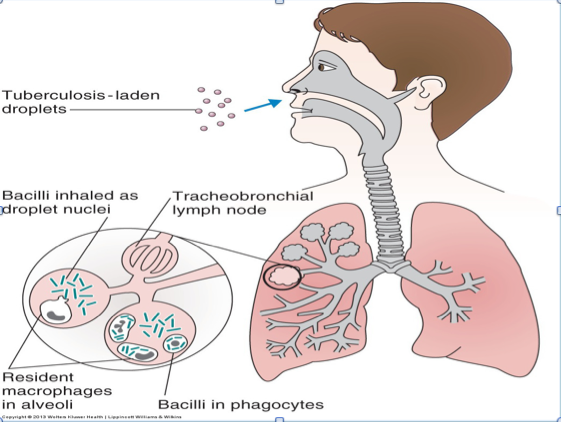 Tuberculosis-laden
droplets
Bacilli inhaled as
droplet nuclei
Tracheobronchial
lymph node
Resident
macrophages
in alveoli
Bacilli in phagocytes
Copyright © 2013 Wolters Kluwer Health | Lippincott Williams & Wilkins